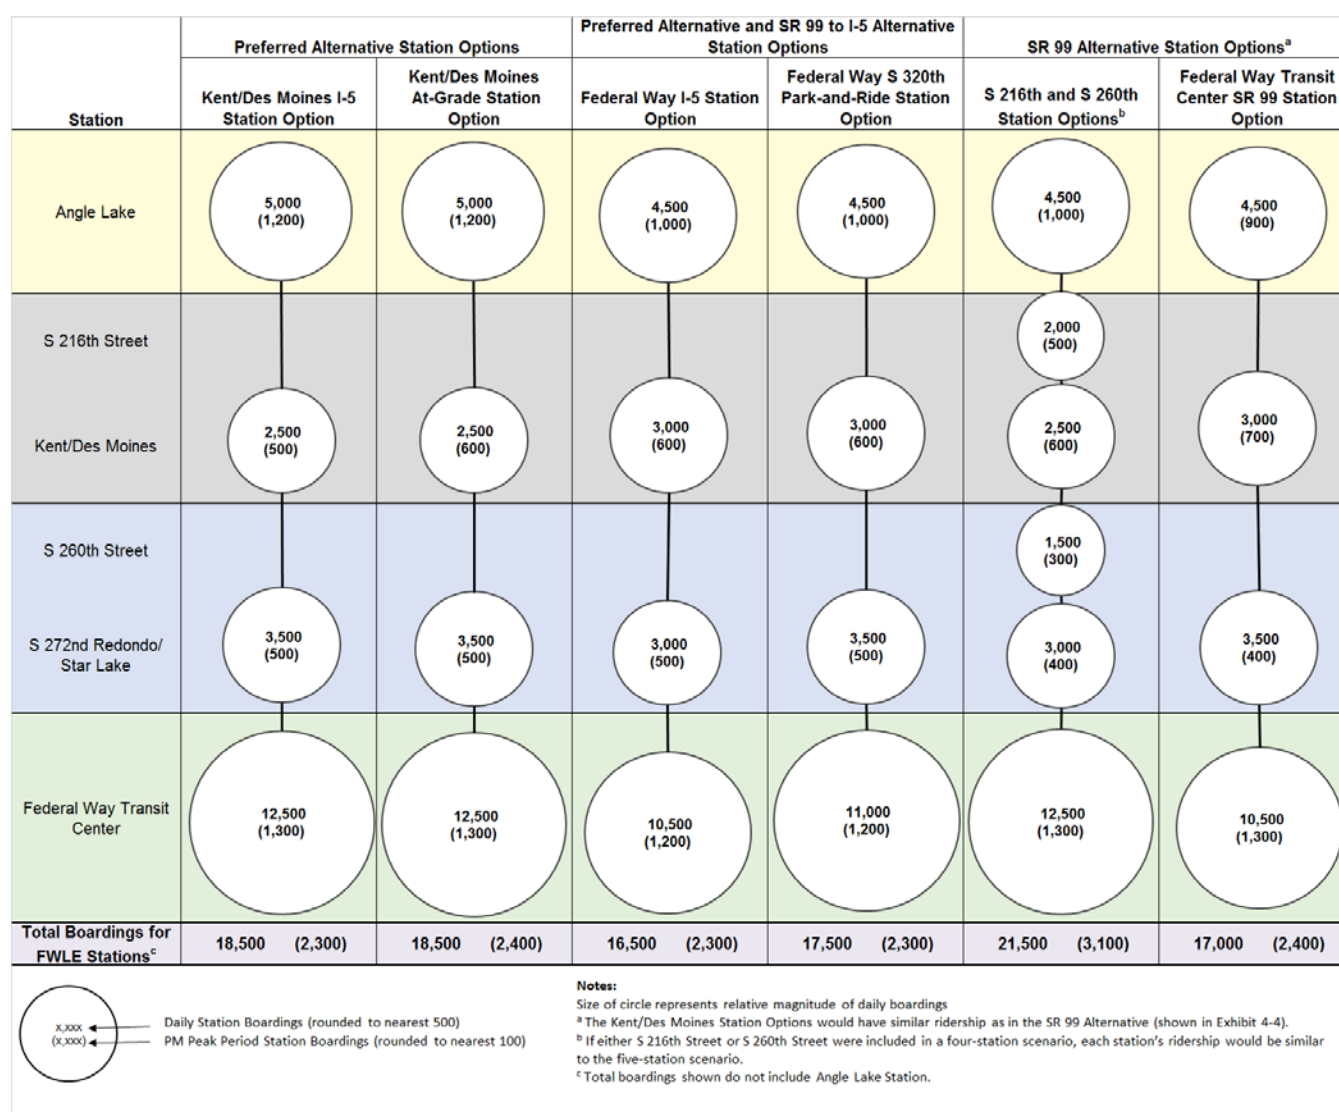 Preferred Alternative Station Options
Preferred Alternative and SR 99 to I-5 Alternative
Station Options
SR 99 Alternative Station Options^a
Station
Kent/Des Moines I-5
Station Option
Kent/Des Moines
At-Grade Station
Option
Federal Way I-5 Station
Option
Federal Way S 320th
Park-and-Ride Station
Option
S 216th and S 260th
Station Options^b
Federal Way Transit
Center SR 99 Station
Option
Angle Lake
5,000
(1,200)
5,000
(1,200)
4,500
(1,000)
4,500
(1,000)
4,500
(1,000)
4,500
(900)
S 216th Street
2,000
(500)
Kent/Des Moines
2,500
(500)
2,500
(600)
3,000
(600)
3,000
(600)
2,500
(600)
3,000
(700)
S 260th Street
1,500
(300)
S 272nd Redondo/
Star Lake
3,500
(500)
3,500
(500)
3,000
(500)
3,500
(500)
3,000
(400)
3,500
(400)
Federal Way Transit
Center
12,500
(1,300)
12,500
(1,300)
10,500
(1,200)
11,000
(1,200)
12,500
(1,300)
10,500
(1,300)
Total Boardings for
FWLE Stations^c
18,500 (2,300)
18,500 (2,400)
16,500 (2,300)
17,500 (2,300)
21,500 (3,100)
17,000 (2,400)
x,xxx
(x,xxx)
Daily Station Boardings (rounded to nearest 500)
PM Peak Period Station Boardings (rounded to nearest 100)
Notes:
Size of circle represents relative magnitude of daily boardings
^a The Kent/Des Moines Station Options would have similar ridership as in the SR 99 Alternative (shown in Exhibit 4-4).
^b If either S 216th Street or S 260th Street were included in a four-station scenario, each station's ridership would be similar
to the five-station scenario.
^c Total boardings shown do not include Angle Lake Station.